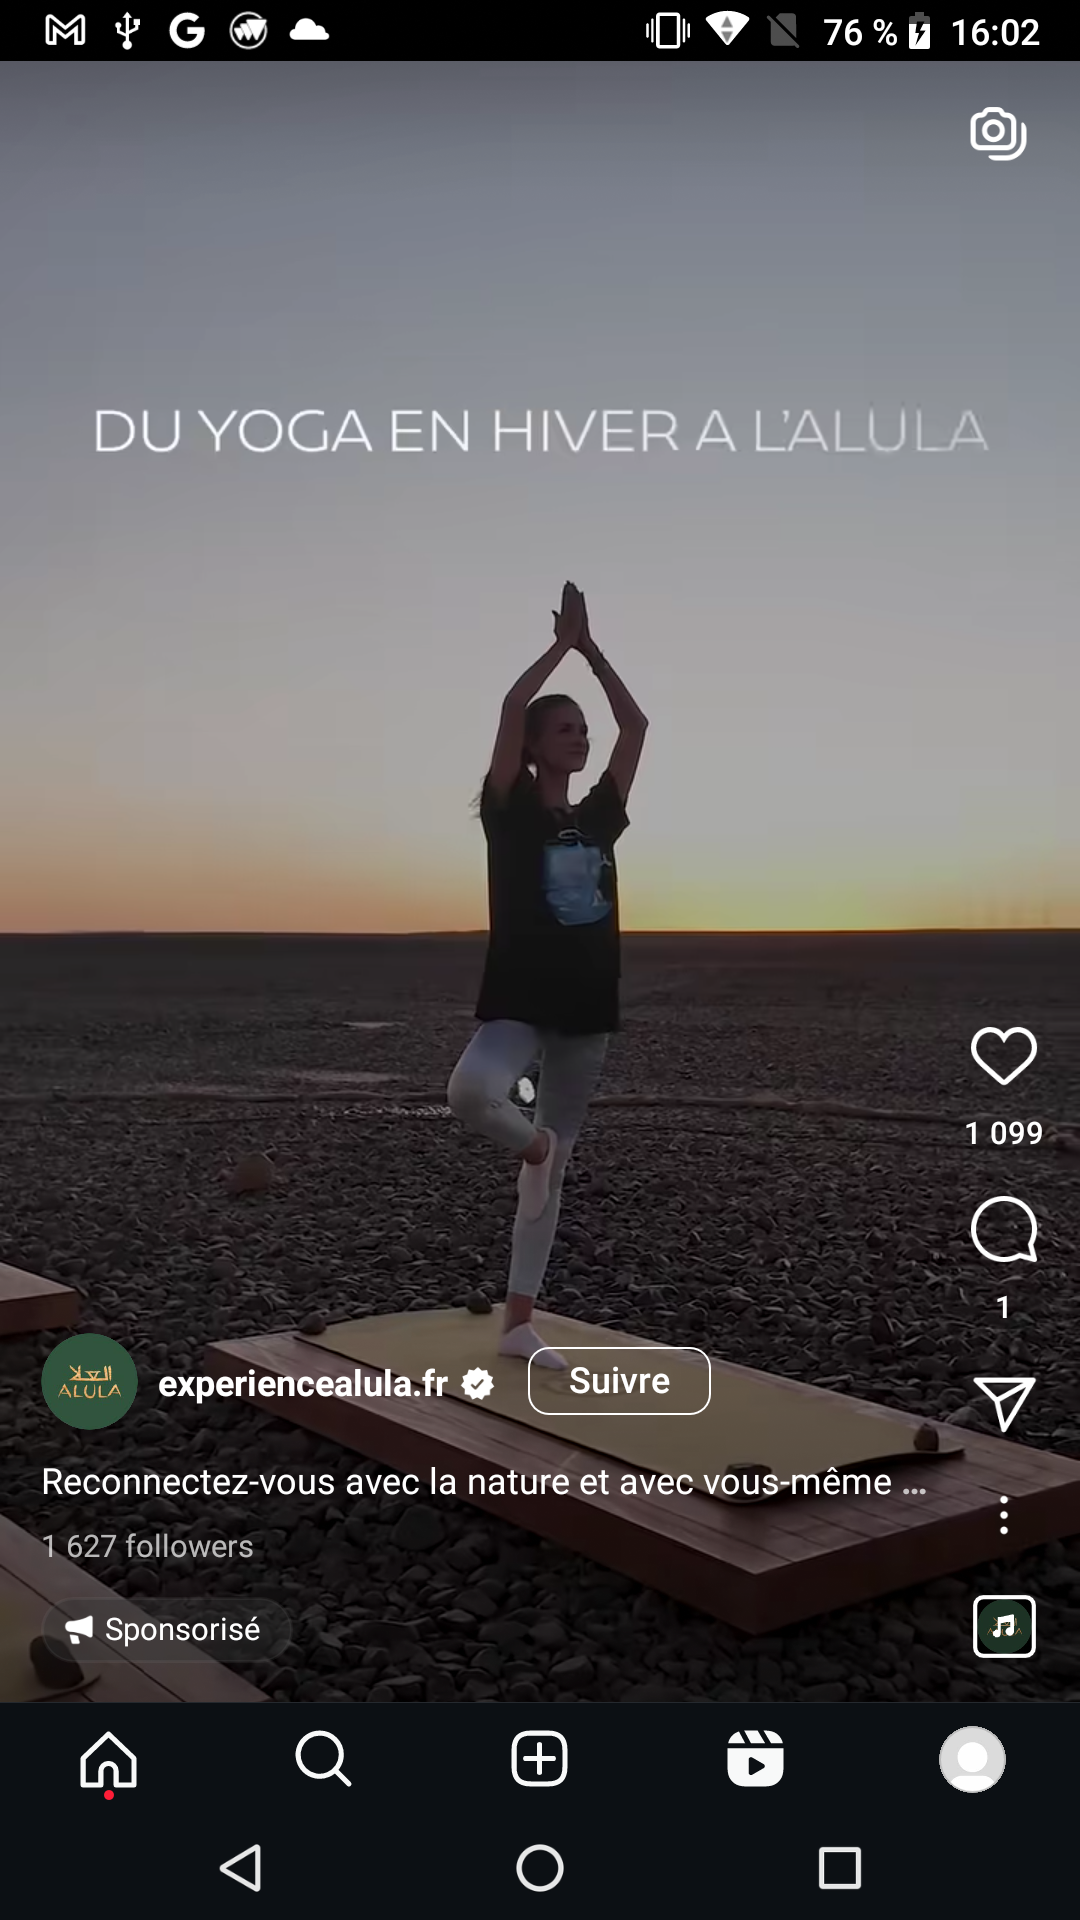 76 % 16:02
DU YOGA EN HIVER A L'ALULA
1 099
1
العلا
ALULA
experiencealula.fr
Suivre
Reconnectez-vous avec la nature et avec vous-même ...
1 627 followers
Sponsorisé